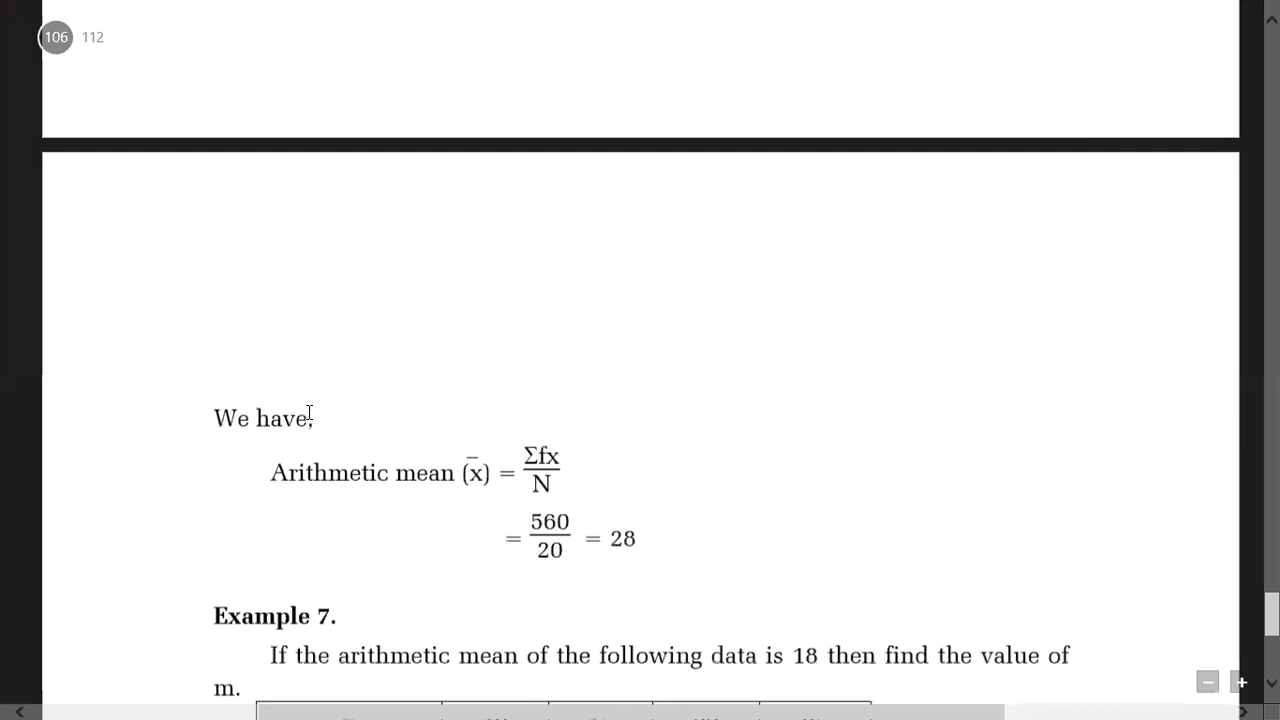 106 112
We have,
Arithmetic mean (x̄) = Σfx / N
= 560 / 20 = 28
Example 7.
If the arithmetic mean of the following data is 18 then find the value of
m.